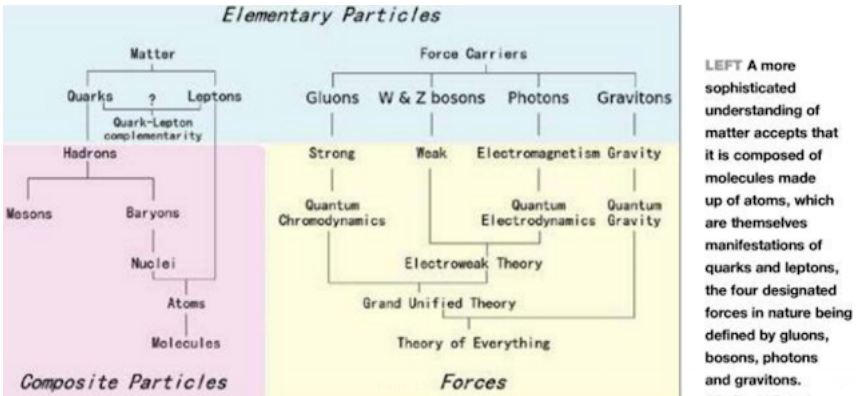 Elementary Particles
Matter
Force Carriers
Quarks ? Leptons
Gluons W & Z bosons Photons Gravitons
Quark-Lepton
complementarity
Hadrons
Strong Weak Electromagnetism Gravity
Mesons Baryons
Quantum
Chromodynamics
Quantum
Electrodynamics
Quantum
Gravity
Nuclei
Electroweak Theory
Atoms
Grand Unified Theory
Molecules
Theory of Everything
Composite Particles
Forces
LEFT A more
sophisticated
understanding of
matter accepts that
it is composed of
molecules made
up of atoms, which
are themselves
manifestations of
quarks and leptons,
the four designated
forces in nature being
defined by gluons,
bosons, photons
and gravitons.